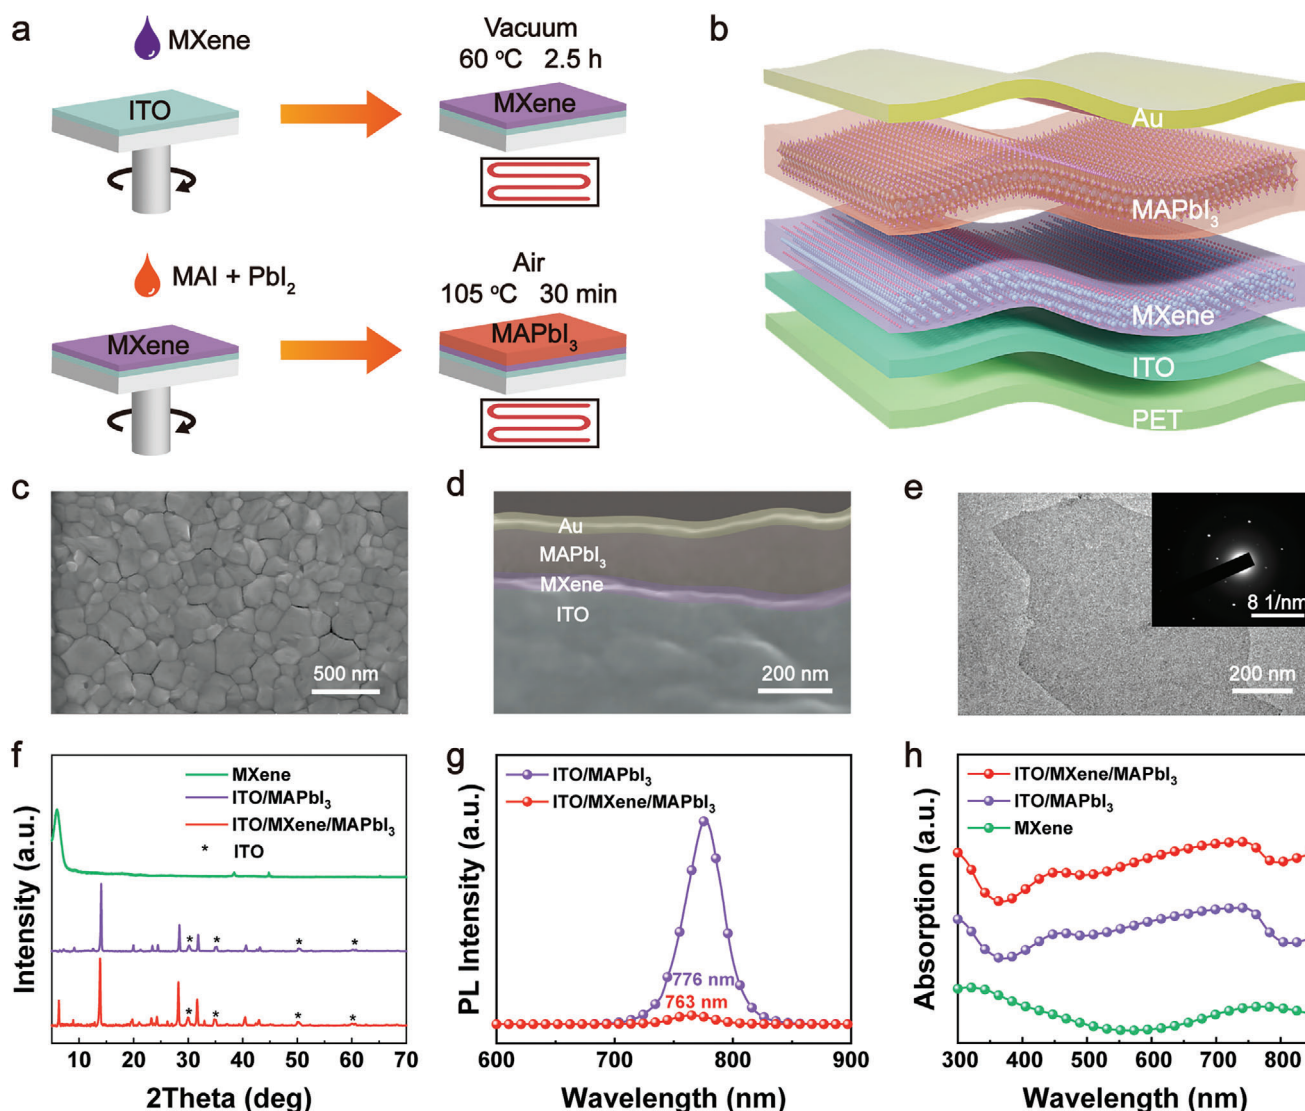 a
MXene
ITO
Vacuum
60 °C 2.5 h
MXene
MAI + PbI₂
MXene
Air
105 °C 30 min
MAPbI₃
b
Au
MAPbI₃
MXene
ITO
PET
c
500 nm
d
Au
MAPbI₃
MXene
ITO
200 nm
e
8 1/nm
200 nm
f
MXene
ITO/MAPbI₃
ITO/MXene/MAPbI₃
* ITO
* * * *
* * * *
Intensity (a.u.)
10 20 30 40 50 60 70
2Theta (deg)
g
ITO/MAPbI₃
ITO/MXene/MAPbI₃
776 nm
763 nm
PL Intensity (a.u.)
600 700 800 900
Wavelength (nm)
h
ITO/MXene/MAPbI₃
ITO/MAPbI₃
MXene
Absorption (a.u.)
300 400 500 600 700 800
Wavelength (nm)